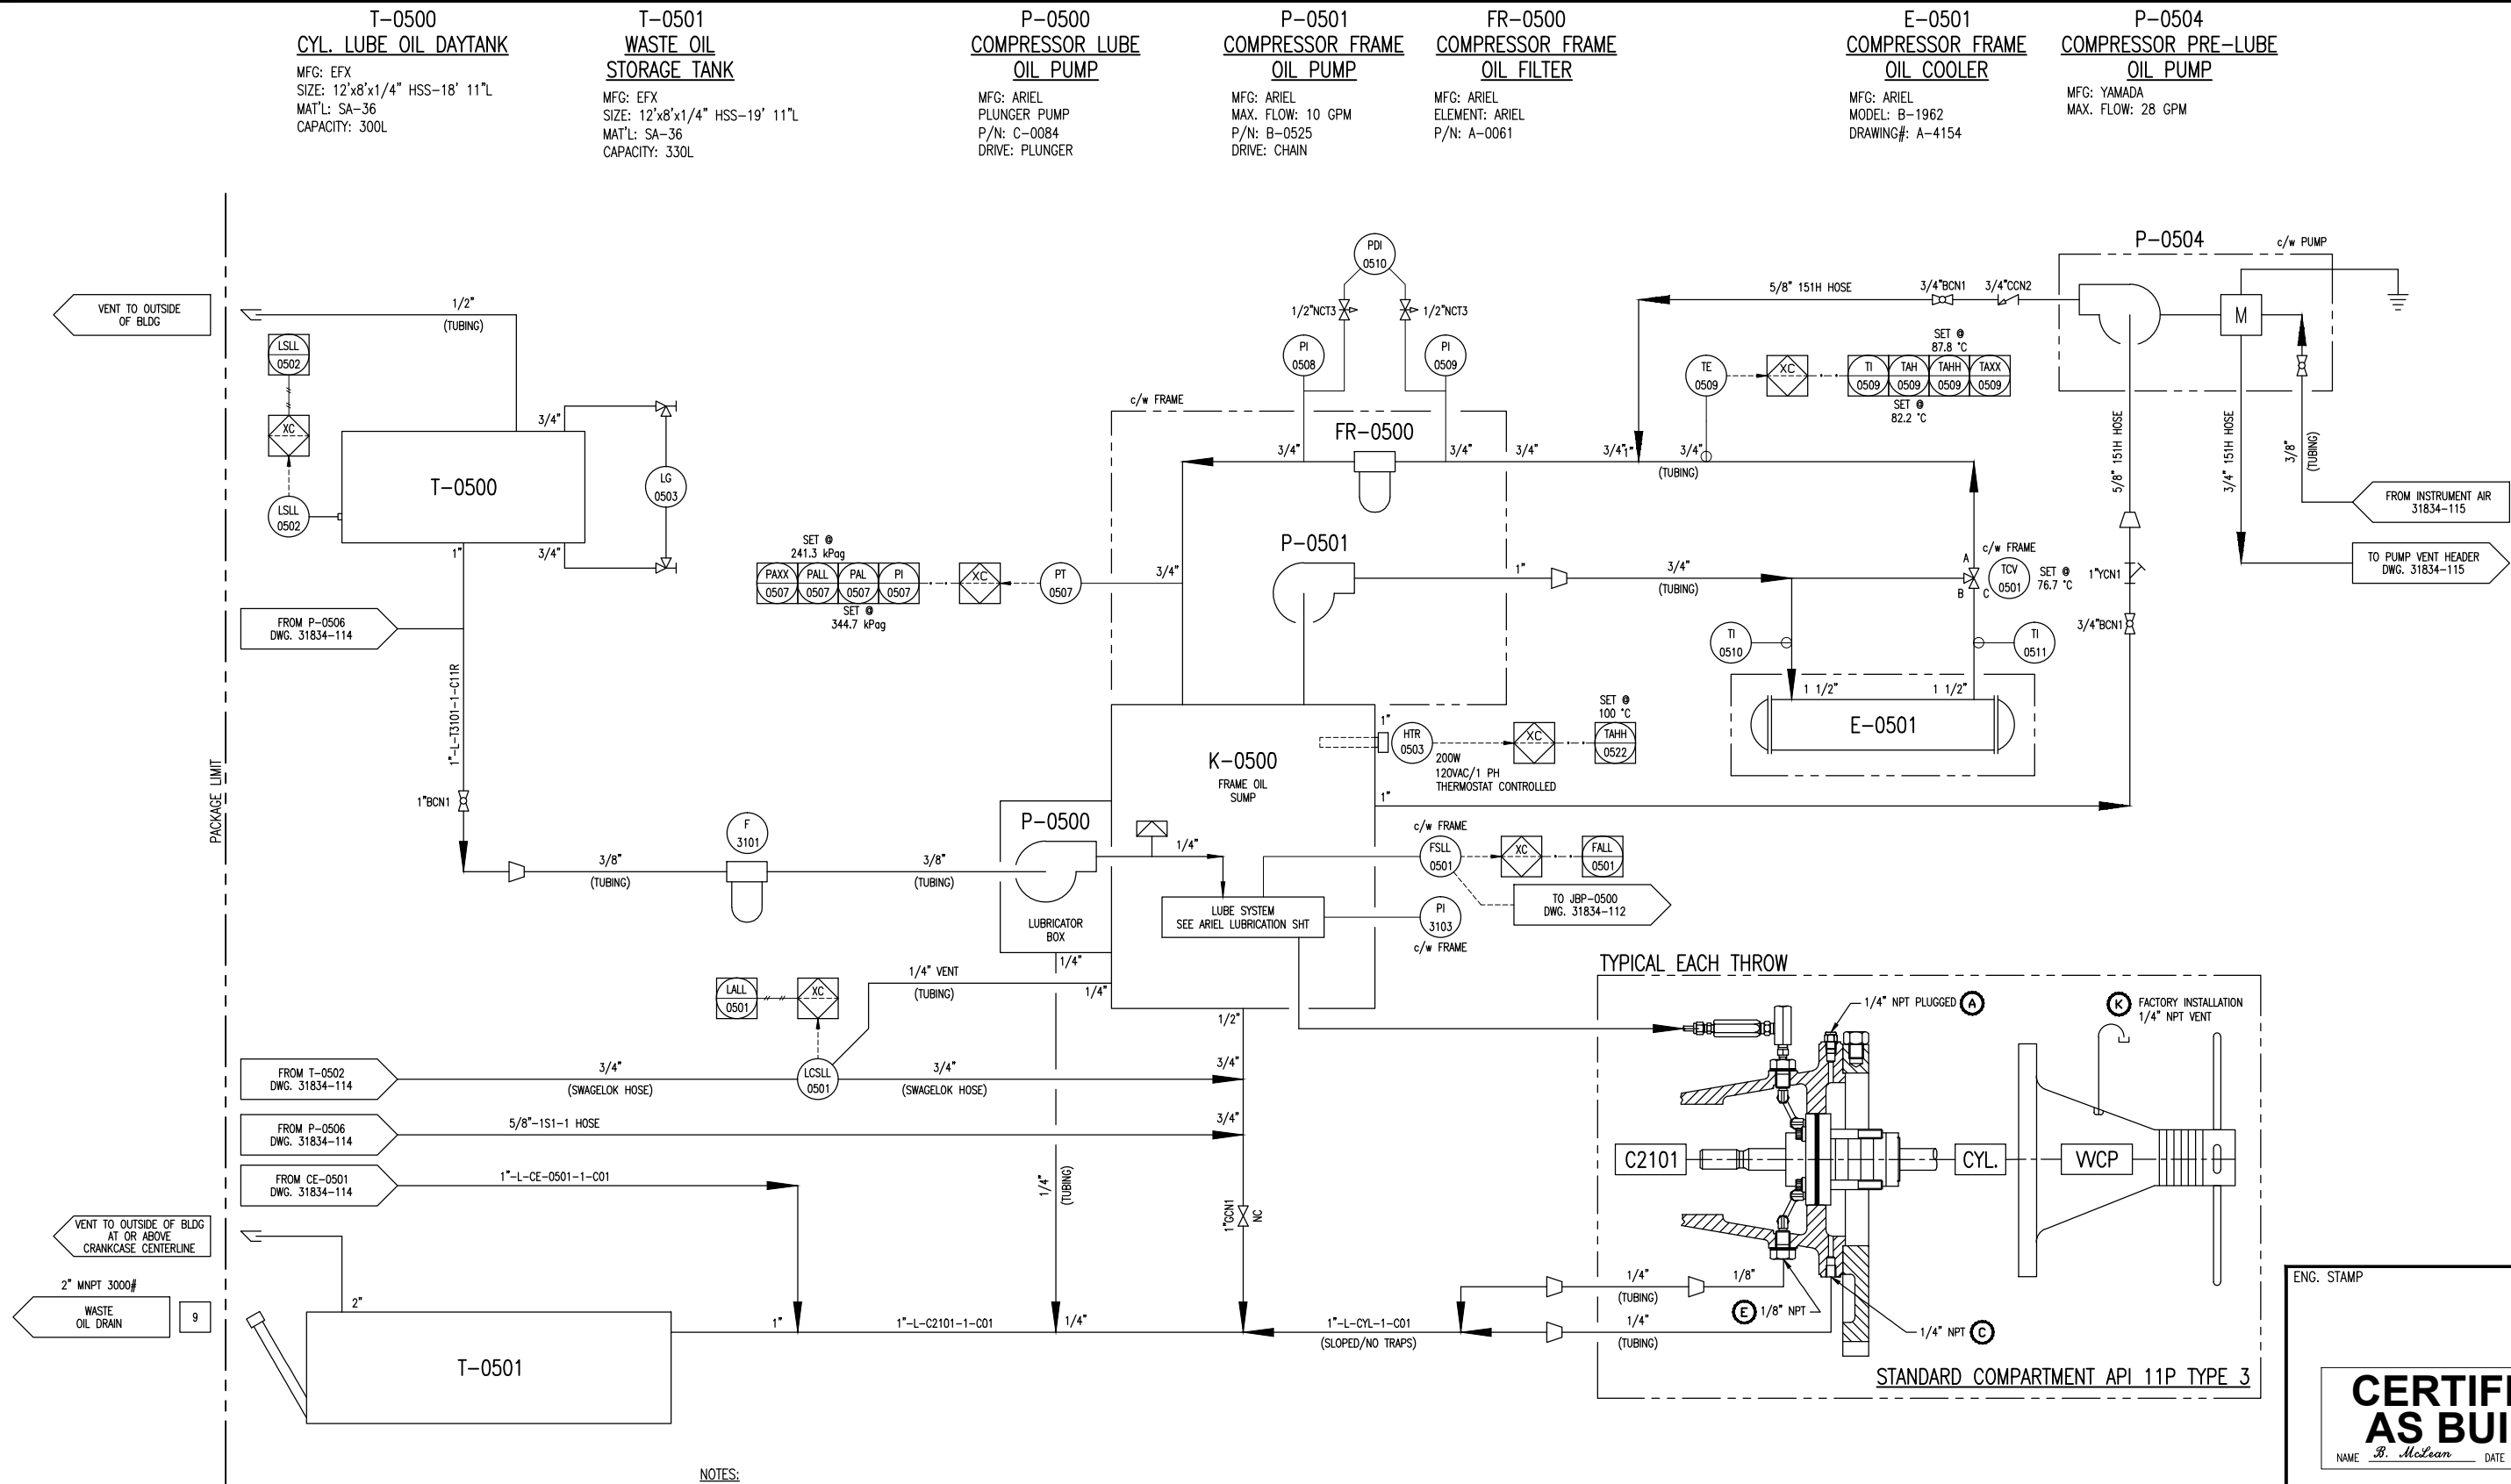 T-0500
CYL. LUBE OIL DAYTANK
MFG: EFX
SIZE: 12'x8'x1/4" HSS-18' 11"L
MAT'L: SA-36
CAPACITY: 300L
T-0501
WASTE OIL
STORAGE TANK
MFG: EFX
SIZE: 12'x8'x1/4" HSS-19' 11"L
MAT'L: SA-36
CAPACITY: 330L
P-0500
COMPRESSOR LUBE
OIL PUMP
MFG: ARIEL
PLUNGER PUMP
P/N: C-0084
DRIVE: PLUNGER
P-0501
COMPRESSOR FRAME
OIL PUMP
MFG: ARIEL
MAX. FLOW: 10 GPM
P/N: B-0525
DRIVE: CHAIN
FR-0500
COMPRESSOR FRAME
OIL FILTER
MFG: ARIEL
ELEMENT: ARIEL
P/N: A-0061
E-0501
COMPRESSOR FRAME
OIL COOLER
MFG: ARIEL
MODEL: B-1962
DRAWING#: A-4154
P-0504
COMPRESSOR PRE-LUBE
OIL PUMP
MFG: YAMADA
MAX. FLOW: 28 GPM
VENT TO OUTSIDE
OF BLDG
1/2"
(TUBING)
LSLL
0502
XC
LSLL
0502
T-0500
3/4"
3/4"
1"
LG
0503
FROM P-0506
DWG. 31834-114
1"-L-T3101-1-C11R
1"BCN1
PACKAGE LIMIT
3/8"
(TUBING)
F
3101
3/8"
(TUBING)
SET @
241.3 kPag
PAXX
0507
PALL
0507
PAL
0507
PI
0507
SET @
344.7 kPag
XC
PT
0507
3/4"
PDI
0510
1/2"NCT3
1/2"NCT3
PI
0508
PI
0509
c/w FRAME
FR-0500
3/4"
3/4"
3/4"
3/4"
1"
3/4"
(TUBING)
P-0501
1"
3/4"
(TUBING)
5/8" 151H HOSE
3/4"BCN1
3/4"CCN2
TE
0509
XC
SET @
87.8 °C
TI
0509
TAH
0509
TAHH
0509
TAXX
0509
SET @
82.2 °C
P-0504
c/w PUMP
M
5/8" 151H HOSE
3/4" 151H HOSE
3/8"
(TUBING)
FROM INSTRUMENT AIR
31834-115
TO PUMP VENT HEADER
DWG. 31834-115
A
B
C
c/w FRAME
TCV
0501
SET @
76.7 °C
1"YCN1
3/4"BCN1
TI
0510
TI
0511
1 1/2"
1 1/2"
E-0501
K-0500
FRAME OIL
SUMP
1"
HTR
0503
200W
120VAC/1 PH
THERMOSTAT CONTROLLED
XC
SET @
100 °C
TAHH
0522
1"
P-0500
LUBRICATOR
BOX
1/4"
LUBE SYSTEM
SEE ARIEL LUBRICATION SHT
c/w FRAME
FSLL
0501
XC
FALL
0501
TO JBP-0500
DWG. 31834-112
PI
3103
c/w FRAME
1/4"
1/4"
1/4" VENT
(TUBING)
LALL
0501
XC
LCSLL
0501
1/2"
FROM T-0502
DWG. 31834-114
3/4"
(SWAGELOK HOSE)
3/4"
(SWAGELOK HOSE)
3/4"
FROM P-0506
DWG. 31834-114
5/8"-1S1-1 HOSE
3/4"
FROM CE-0501
DWG. 31834-114
1"-L-CE-0501-1-C01
1/4"
(TUBING)
1"GCN1
NC
VENT TO OUTSIDE OF BLDG
AT OR ABOVE
CRANKCASE CENTERLINE
2" MNPT 3000#
WASTE
OIL DRAIN
9
2"
T-0501
1"
1"-L-C2101-1-C01
1/4"
1"-L-CYL-1-C01
(SLOPED/NO TRAPS)
TYPICAL EACH THROW
1/4" NPT PLUGGED A
K FACTORY INSTALLATION
1/4" NPT VENT
C2101
CYL.
VVCP
1/4"
(TUBING)
1/8"
E 1/8" NPT
1/4"
(TUBING)
1/4" NPT C
STANDARD COMPARTMENT API 11P TYPE 3
ENG. STAMP
NAME B. McLean DATE
NOTES: